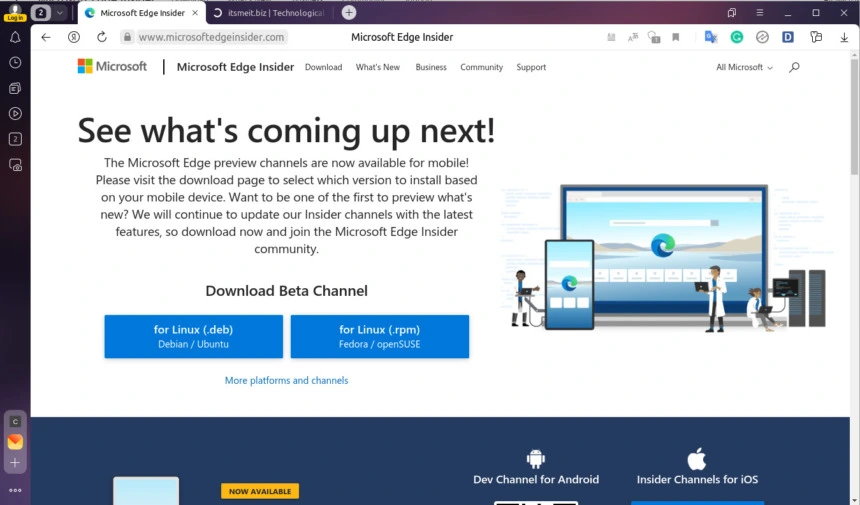 Log in
2
Microsoft Edge Insider
itsmeit.biz | Technological
www.microsoftedgeinsider.com
Microsoft Edge Insider
D
2
Microsoft
Microsoft Edge Insider
Download
What's New
Business
Community
Support
All Microsoft
See what's coming up next!
The Microsoft Edge preview channels are now available for mobile!
Please visit the download page to select which version to install based
on your mobile device. Want to be one of the first to preview what's
new? We will continue to update our Insider channels with the latest
features, so download now and join the Microsoft Edge Insider
community.
Download Beta Channel
for Linux (.deb)
Debian / Ubuntu
for Linux (.rpm)
Fedora / openSUSE
More platforms and channels
C
Dev Channel for Android
Insider Channels for iOS
NOW AVAILABLE